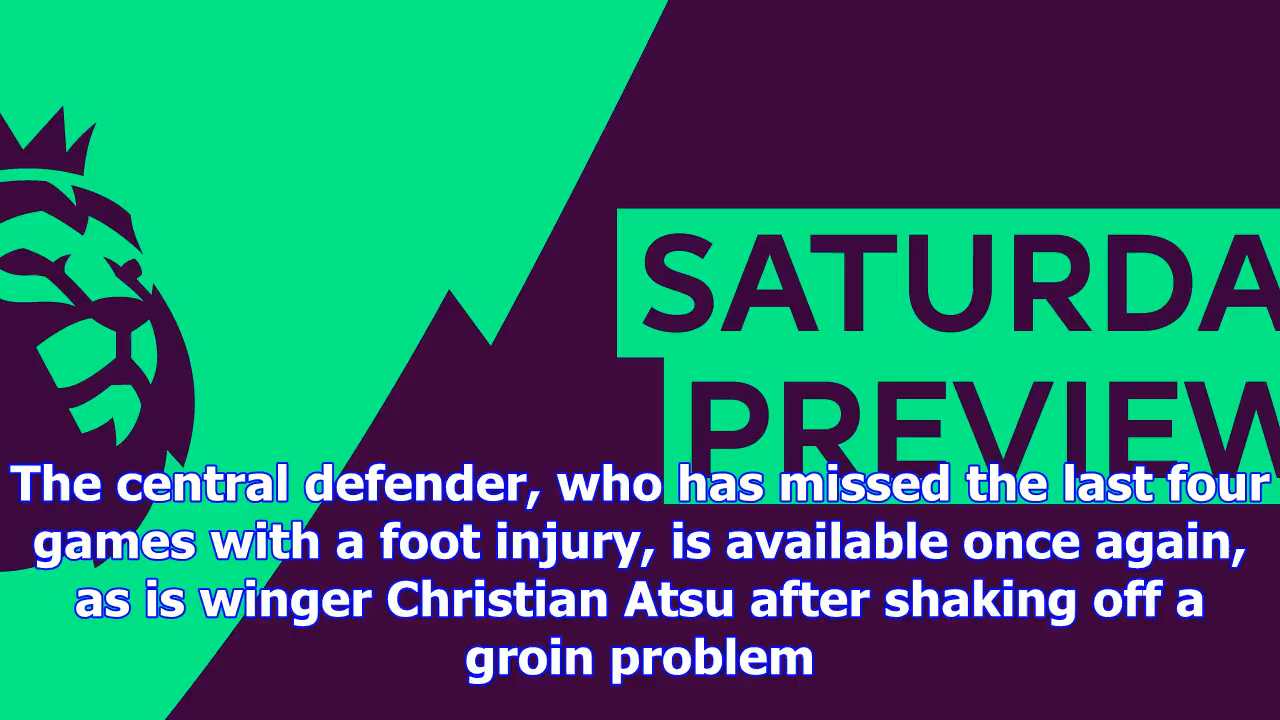 SATURDA
PREVIEW
The central defender, who has missed the last four
games with a foot injury, is available once again,
as is winger Christian Atsu after shaking off a
groin problem